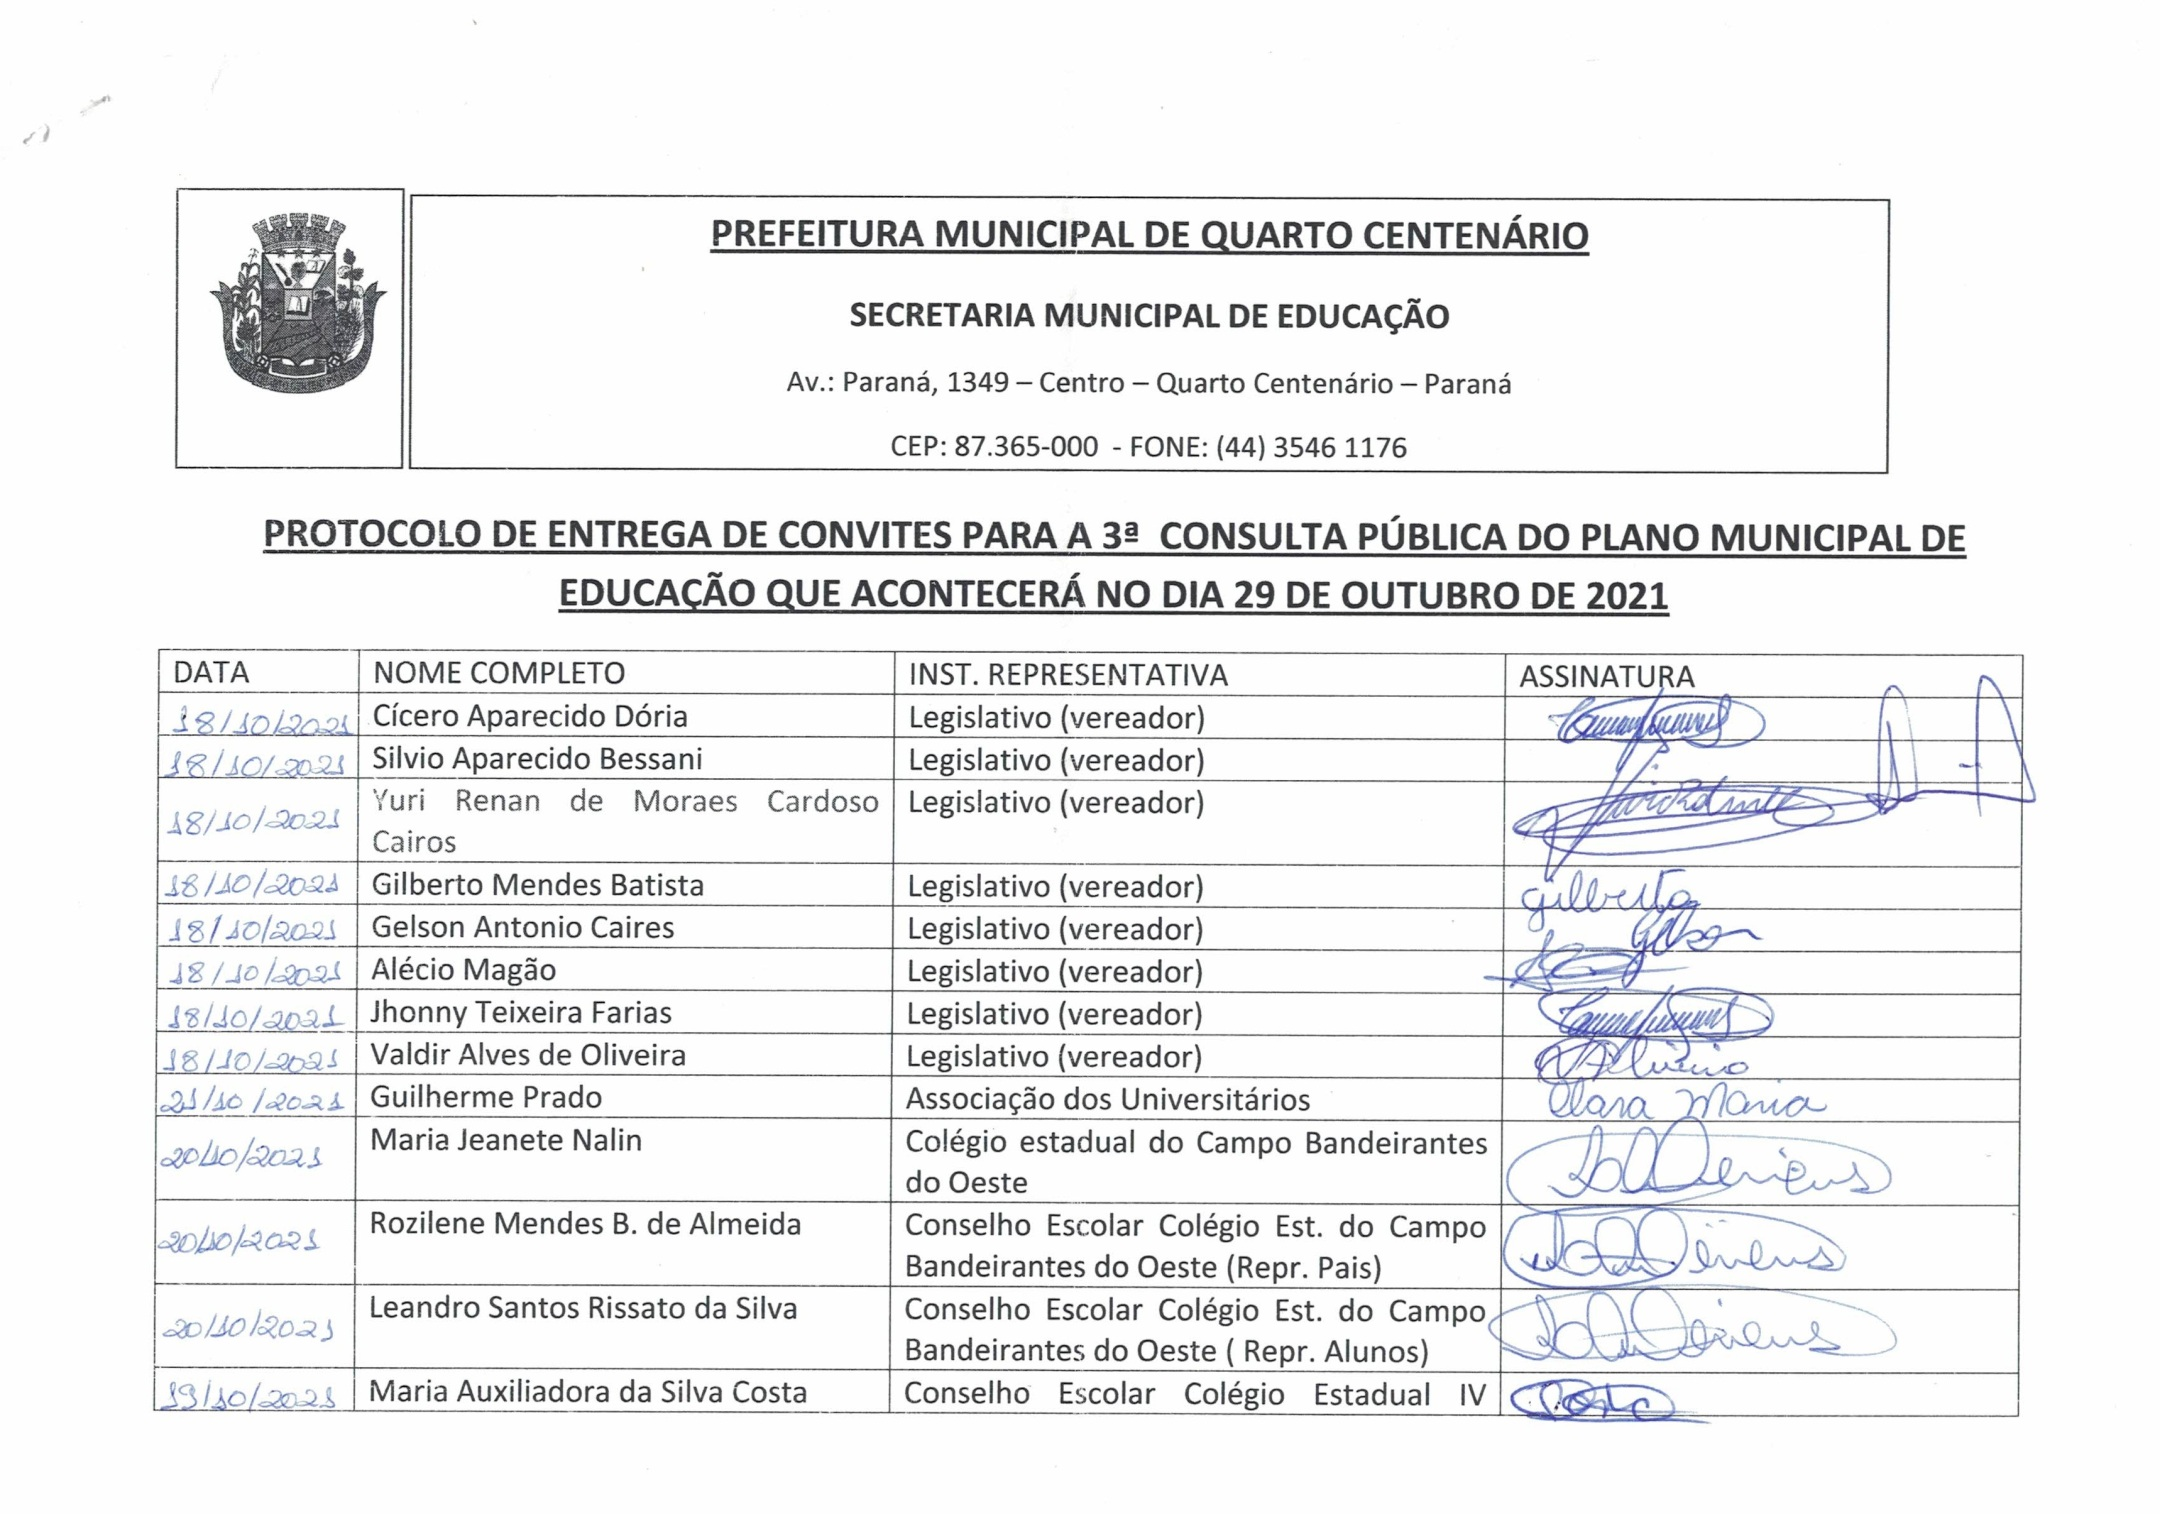 PREFEITURA MUNICIPAL DE QUARTO CENTENÁRIO
SECRETARIA MUNICIPAL DE EDUCAÇÃO
Av.: Paraná, 1349 – Centro – Quarto Centenário – Paraná
CEP: 87.365-000 - FONE: (44) 3546 1176
PROTOCOLO DE ENTREGA DE CONVITES PARA A 3ª CONSULTA PÚBLICA DO PLANO MUNICIPAL DE
EDUCAÇÃO QUE ACONTECERÁ NO DIA 29 DE OUTUBRO DE 2021
DATA NOME COMPLETO INST. REPRESENTATIVA ASSINATURA
18/10/2021 Cícero Aparecido Dória Legislativo (vereador)
18/10/2021 Silvio Aparecido Bessani Legislativo (vereador)
18/10/2021 Yuri Renan de Moraes Cardoso Legislativo (vereador)
Cairos
18/10/2021 Gilberto Mendes Batista Legislativo (vereador) Gilberto
18/10/2021 Gelson Antonio Caires Legislativo (vereador) Gelson
18/10/2021 Alécio Magão Legislativo (vereador)
18/10/2021 Jhonny Teixeira Farias Legislativo (vereador)
18/10/2021 Valdir Alves de Oliveira Legislativo (vereador)
21/10/2021 Guilherme Prado Associação dos Universitários Clara Maria
20/10/2021 Maria Jeanete Nalin Colégio estadual do Campo Bandeirantes
do Oeste
20/10/2021 Rozilene Mendes B. de Almeida Conselho Escolar Colégio Est. do Campo
Bandeirantes do Oeste (Repr. Pais)
20/10/2021 Leandro Santos Rissato da Silva Conselho Escolar Colégio Est. do Campo
Bandeirantes do Oeste ( Repr. Alunos)
19/10/2021 Maria Auxiliadora da Silva Costa Conselho Escolar Colégio Estadual IV Costa